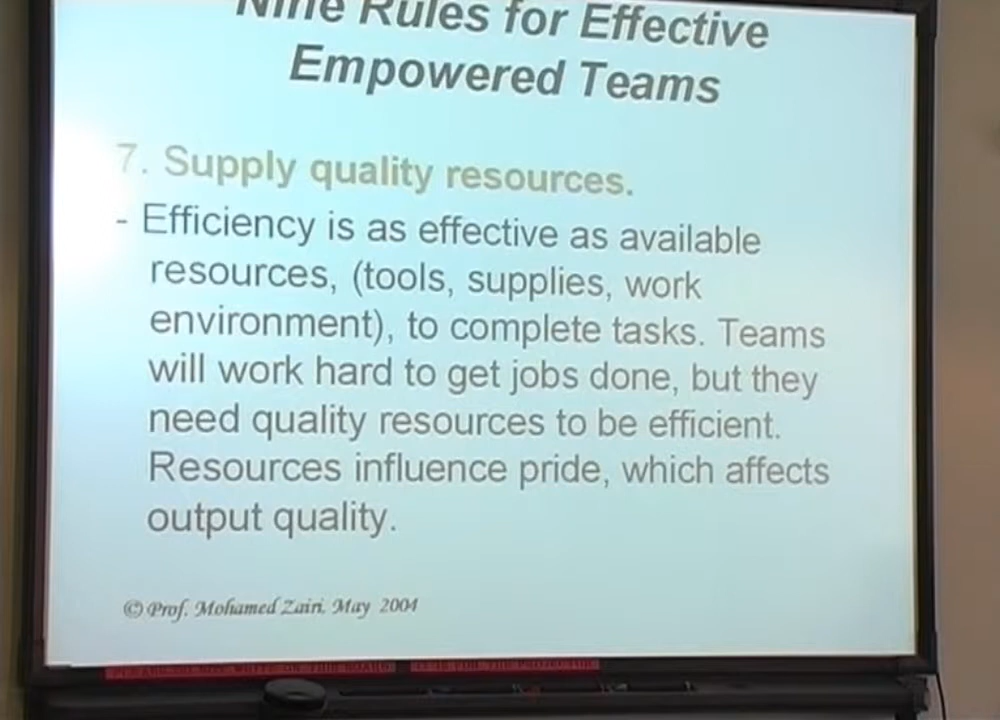 Nine Rules for Effective
Empowered Teams
7. Supply quality resources.
- Efficiency is as effective as available
resources, (tools, supplies, work
environment), to complete tasks. Teams
will work hard to get jobs done, but they
need quality resources to be efficient.
Resources influence pride, which affects
output quality.
© Prof. Mohamed Zairi. May 2004